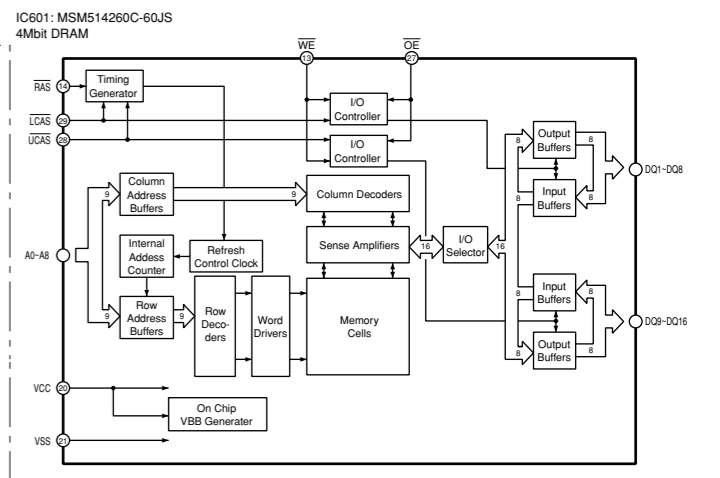 IC601: MSM514260C-60JS
4Mbit DRAM
WE
OE
13
27
RAS
14
Timing
Generator
LCAS
29
UCAS
28
I/O
Controller
I/O
Controller
8
Output
Buffers
8
DQ1~DQ8
Input
Buffers
8
8
9
Column
Address
Buffers
9
Column Decoders
A0~A8
Internal
Addess
Counter
Refresh
Control Clock
Sense Amplifiers
16
I/O
Selector
16
9
Row
Address
Buffers
9
Row
Deco-
ders
Word
Drivers
Memory
Cells
8
Input
Buffers
8
DQ9~DQ16
8
Output
Buffers
8
VCC
20
On Chip
VBB Generater
VSS
21